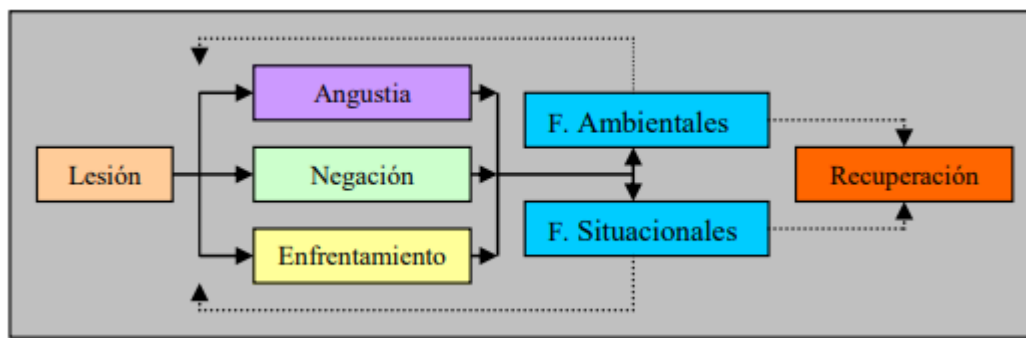 Angustia
F. Ambientales
Lesión
Negación
Recuperación
F. Situacionales
Enfrentamiento